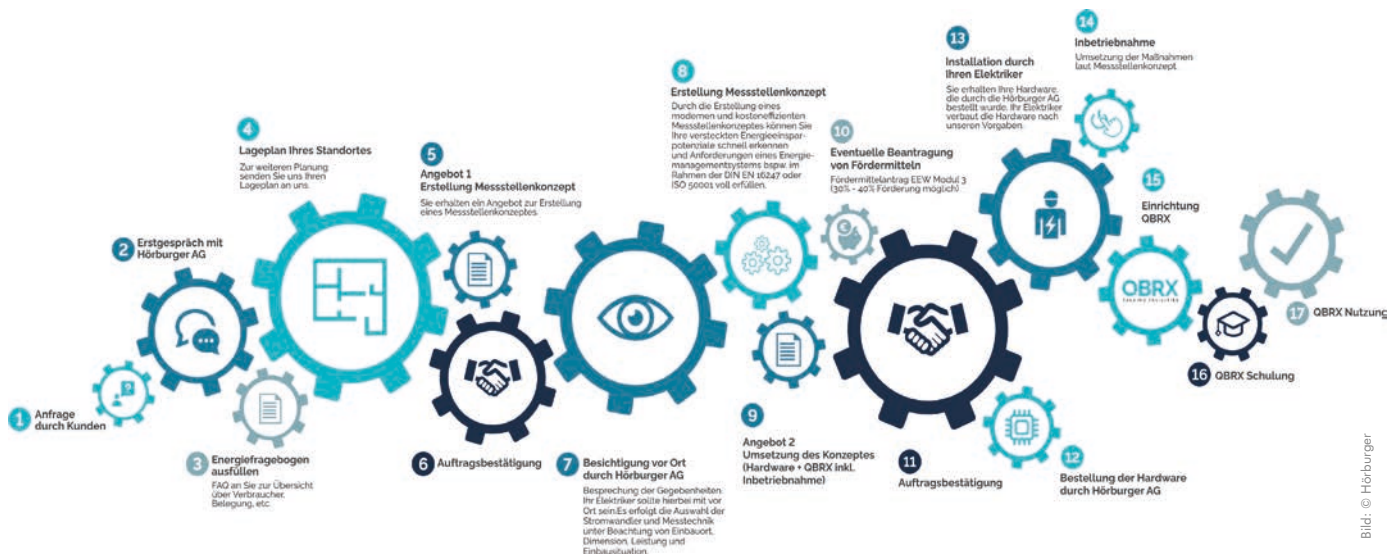 1
Anfrage
durch Kunden
2
Erstgespräch mit
Hörburger AG
3
Energiefragebogen
ausfüllen
FAQ an Sie zur Übersicht
über Verbraucher,
Belegung, etc
4
Lageplan Ihres Standortes
Zur weiteren Planung
senden Sie uns Ihren
Lageplan an uns.
5
Angebot 1
Erstellung Messstellenkonzept
Sie erhalten ein Angebot zur Erstellung
eines Messstellenkonzeptes.
6
Auftragsbestätigung
7
Besichtigung vor Ort
durch Hörburger AG
Besprechung der Gegebenheiten.
Ihr Elektriker sollte hierbei mit vor
Ort sein.Es erfolgt die Auswahl der
Stromwandler und Messtechnik
unter Beachtung von Einbauort,
Dimension, Leistung und
Einbausituation.
8
Erstellung Messstellenkonzept
Durch die Erstellung eines
modernen und kosteneffizienten
Messstellenkonzeptes können Sie
Ihre versteckten Energieeinspar-
potenziale schnell erkennen
und Anforderungen eines Energie-
managementsystems bspw. im
Rahmen der DIN EN 16247 oder
ISO 50001 voll erfüllen.
9
Angebot 2
Umsetzung des Konzeptes
(Hardware + QBRX inkl.
Inbetriebnahme)
10
Eventuelle Beantragung
von Fördermitteln
Fördermittelantrag EEW Modul 3
(30% - 40% Förderung möglich)
11
Auftragsbestätigung
12
Bestellung der Hardware
durch Hörburger AG
13
Installation durch
Ihren Elektriker
Sie erhalten Ihre Hardware,
die durch die Hörburger AG
bestellt wurde. Ihr Elektriker
verbaut die Hardware nach
unseren Vorgaben.
14
Inbetriebnahme
Umsetzung der Maßnahmen
laut Messstellenkonzept
15
Einrichtung
QBRX
QBRX
16
QBRX Schulung
17
QBRX Nutzung
Bild: © Hörburger